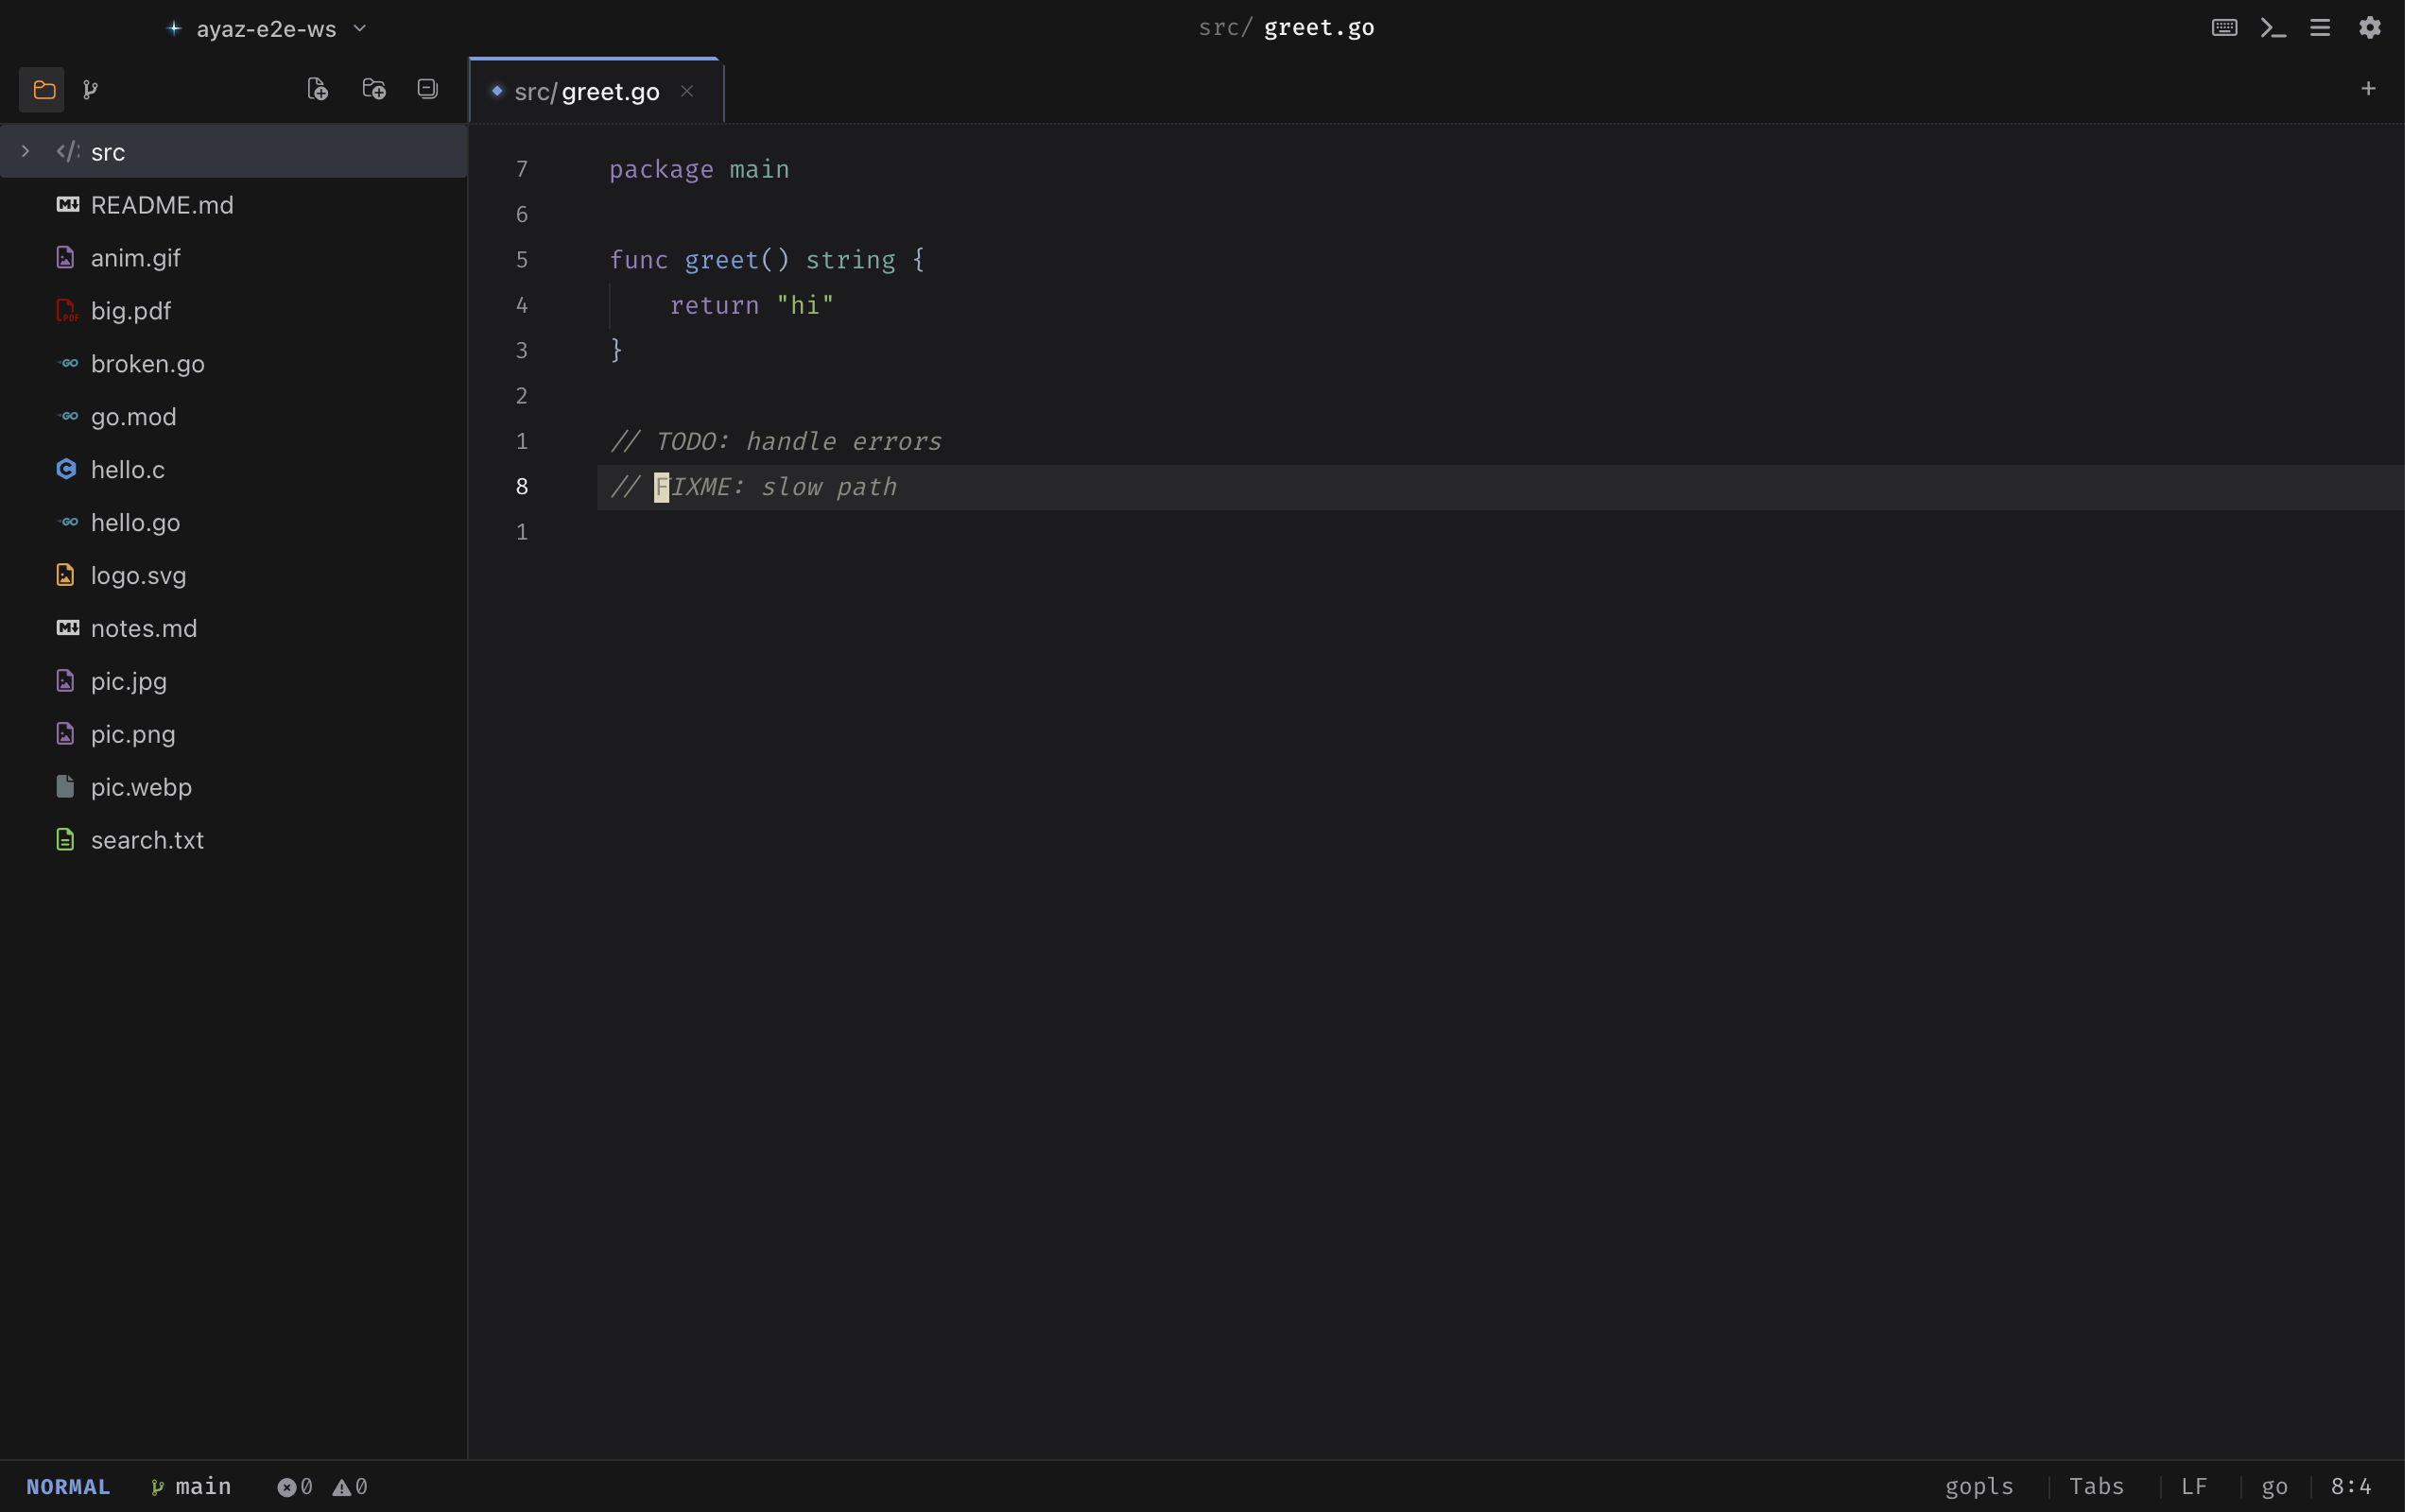 ayaz-e2e-ws
src/ greet.go
src/greet.go
src
README.md
anim.gif
big.pdf
broken.go
go.mod
hello.c
hello.go
logo.svg
notes.md
pic.jpg
pic.png
pic.webp
search.txt
7 package main
6
5 func greet() string {
4 return "hi"
3 }
2
1 // TODO: handle errors
8 // FIXME: slow path
1
NORMAL main 0 0 gopls Tabs LF go 8:4